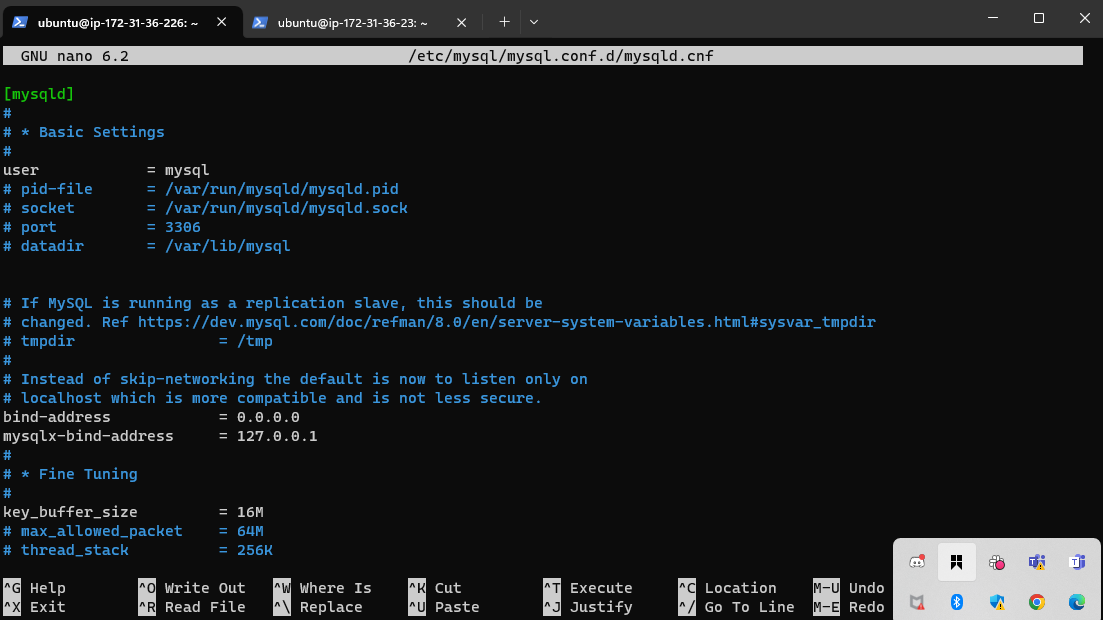 ubuntu@ip-172-31-36-226: ~
ubuntu@ip-172-31-36-23: ~
GNU nano 6.2 /etc/mysql/mysql.conf.d/mysqld.cnf
[mysqld]
#
# * Basic Settings
#
user = mysql
# pid-file = /var/run/mysqld/mysqld.pid
# socket = /var/run/mysqld/mysqld.sock
# port = 3306
# datadir = /var/lib/mysql
# If MySQL is running as a replication slave, this should be
# changed. Ref https://dev.mysql.com/doc/refman/8.0/en/server-system-variables.html#sysvar_tmpdir
# tmpdir = /tmp
#
# Instead of skip-networking the default is now to listen only on
# localhost which is more compatible and is not less secure.
bind-address = 0.0.0.0
mysqlx-bind-address = 127.0.0.1
#
# * Fine Tuning
#
key_buffer_size = 16M
# max_allowed_packet = 64M
# thread_stack = 256K
^G Help ^O Write Out ^W Where Is ^K Cut ^T Execute ^C Location M-U Undo
^X Exit ^R Read File ^\ Replace ^U Paste ^J Justify ^/ Go To Line M-E Redo